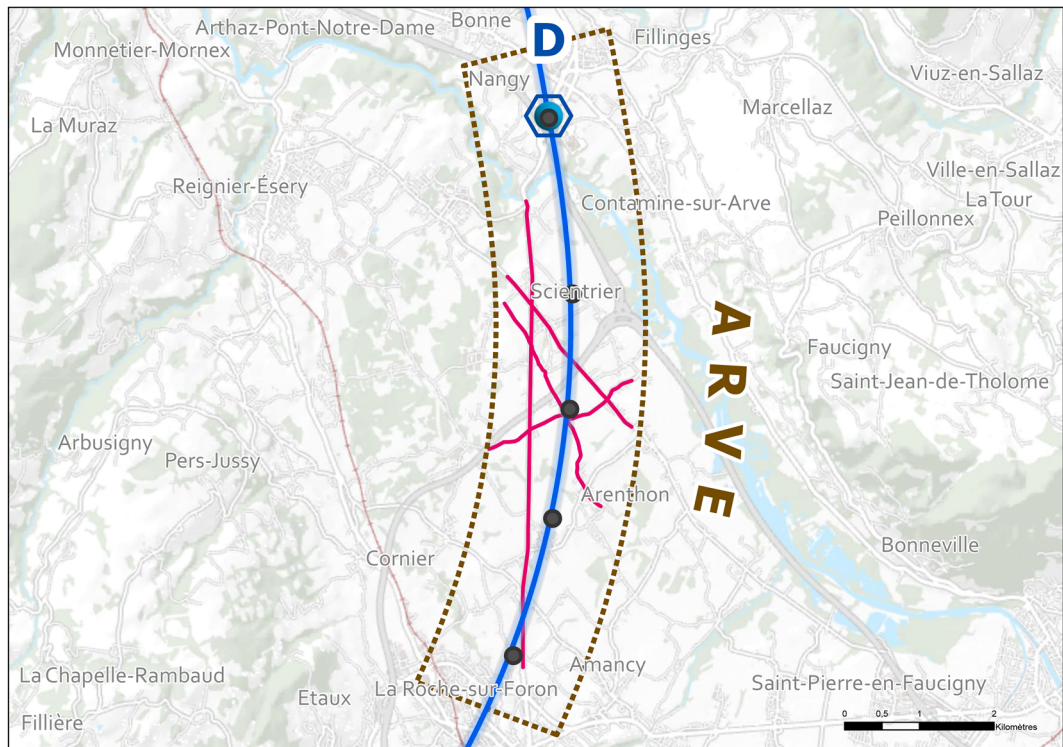 Bonne
Arthaz-Pont-Notre-Dame
Fillinges
D
Monnetier-Mornex
Nangy
Viuz-en-Sallaz
Marcellaz
La Muraz
Ville-en-Sallaz
Reignier-Ésery
La Tour
Contamine-sur-Arve
Peillonnex
Scientrier
ARVE
Faucigny
Saint-Jean-de-Tholome
Arbusigny
Pers-Jussy
Arenthon
Bonneville
Cornier
Amancy
La Chapelle-Rambaud
La Roche-sur-Foron
Saint-Pierre-en-Faucigny
Etaux
Fillière
0 0,5 1 2
Kilomètres